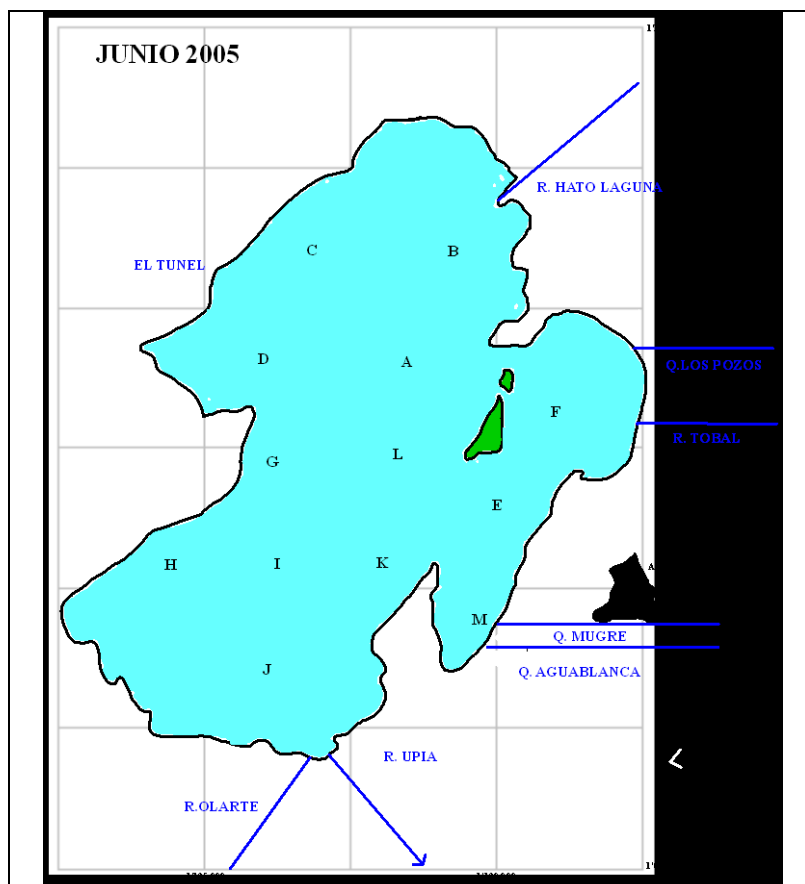 JUNIO 2005
R. HATO LAGUNA
C
B
EL TUNEL
D
A
Q.LOS POZOS
F
R. TOBAL
G
L
E
H
I
K
M
Q. MUGRE
J
Q. AGUABLANCA
R. UPIA
R.OLARTE